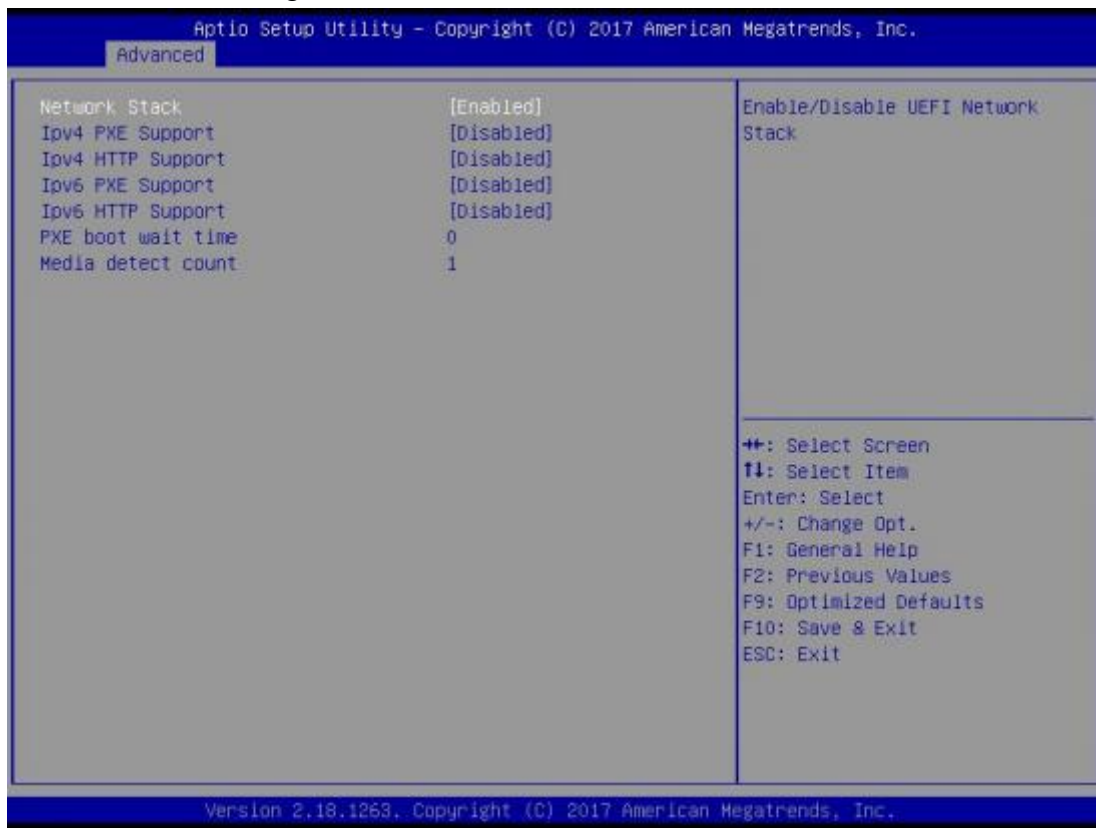 Aptio Setup Utility – Copyright (C) 2017 American Megatrends, Inc.
Advanced
Network Stack [Enabled]
Ipv4 PXE Support [Disabled]
Ipv4 HTTP Support [Disabled]
Ipv6 PXE Support [Disabled]
Ipv6 HTTP Support [Disabled]
PXE boot wait time 0
Media detect count 1
Enable/Disable UEFI Network
Stack
→←: Select Screen
↑↓: Select Item
Enter: Select
+/-: Change Opt.
F1: General Help
F2: Previous Values
F9: Optimized Defaults
F10: Save & Exit
ESC: Exit
Version 2.18.1263. Copyright (C) 2017 American Megatrends, Inc.